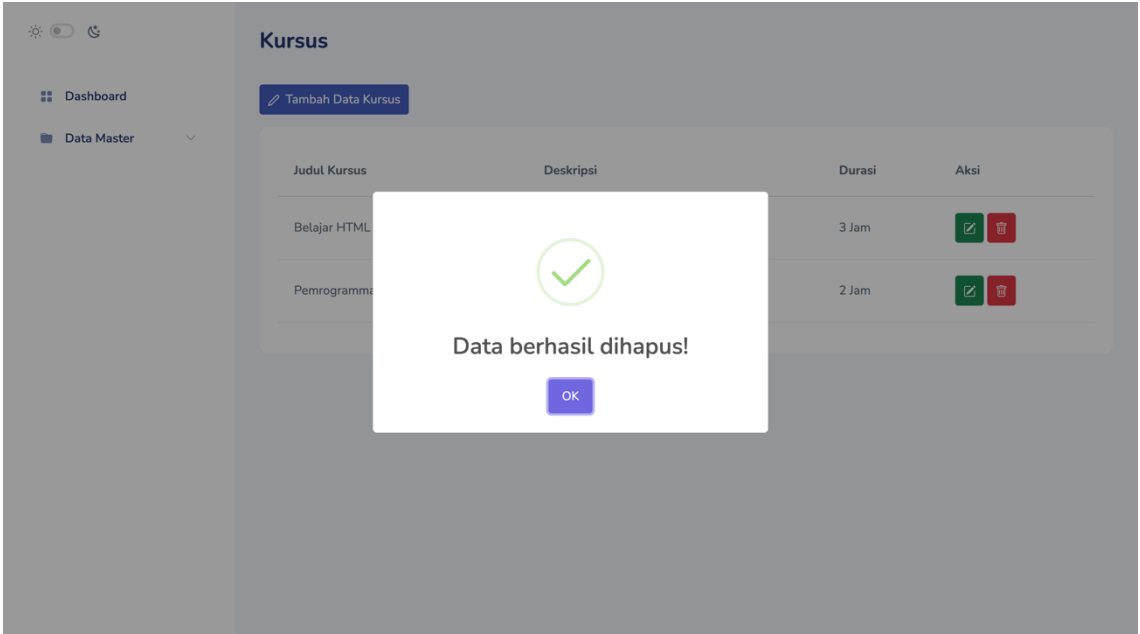 Kursus
Dashboard
Data Master
Tambah Data Kursus
Judul Kursus Deskripsi Durasi Aksi
Belajar HTML 3 Jam
2 Jam
Data berhasil dihapus!
OK